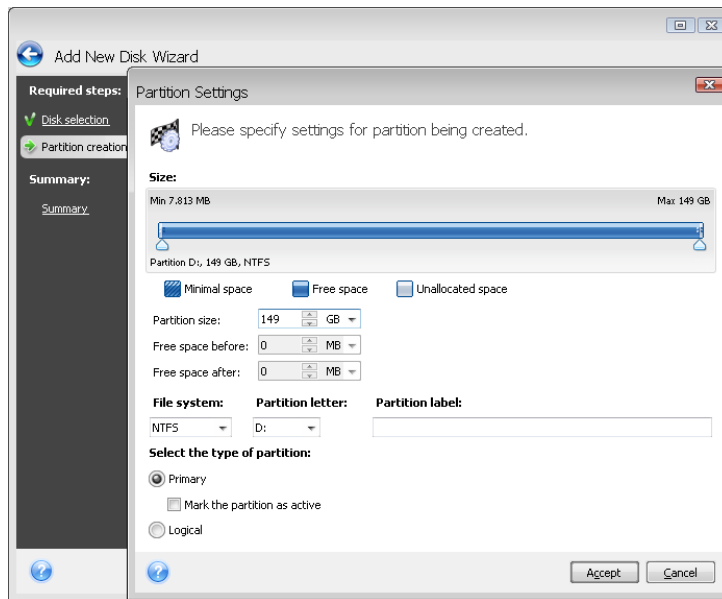 Add New Disk Wizard
Required steps:
Disk selection
Partition creation
Summary:
Summary
Partition Settings
Please specify settings for partition being created.
Size:
Min 7.813 MB Max 149 GB
Partition D:, 149 GB, NTFS
Minimal space Free space Unallocated space
Partition size: 149 GB
Free space before: 0 MB
Free space after: 0 MB
File system: Partition letter: Partition label:
NTFS D:
Select the type of partition:
Primary
Mark the partition as active
Logical
? ? Accept Cancel